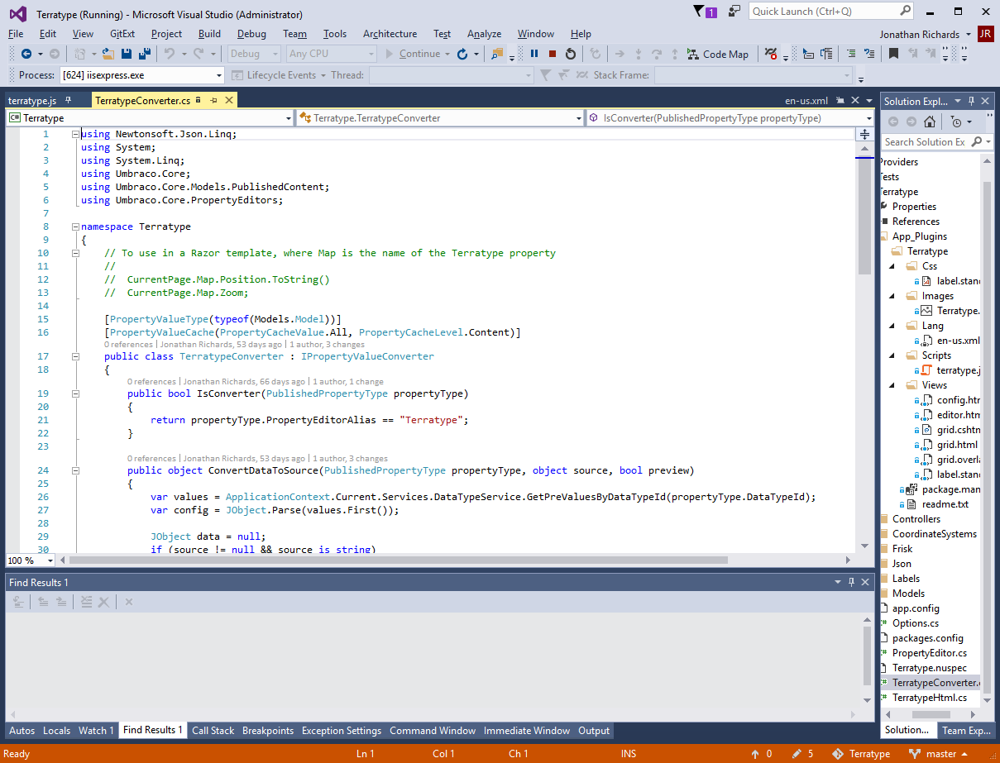 Terratype (Running) - Microsoft Visual Studio (Administrator)
1
Quick Launch (Ctrl+Q)
File Edit View GitExt Project Build Debug Team Tools Architecture Test Analyze Window Help
Jonathan Richards JR
Debug Any CPU Continue Code Map
Process: [624] iisexpress.exe Lifecycle Events Thread: Stack Frame:
terratype.js TerratypeConverter.cs en-us.xml
C# Terratype Terratype.TerratypeConverter IsConverter(PublishedPropertyType propertyType)
1 using Newtonsoft.Json.Linq;
2 using System;
3 using System.Linq;
4 using Umbraco.Core;
5 using Umbraco.Core.Models.PublishedContent;
6 using Umbraco.Core.PropertyEditors;
7
8 namespace Terratype
9 {
10 // To use in a Razor template, where Map is the name of the Terratype property
11 //
12 // CurrentPage.Map.Position.ToString()
13 // CurrentPage.Map.Zoom;
14
15 [PropertyValueType(typeof(Models.Model))]
16 [PropertyValueCache(PropertyCacheValue.All, PropertyCacheLevel.Content)]
0 references | Jonathan Richards, 53 days ago | 1 author, 3 changes
17 public class TerratypeConverter : IPropertyValueConverter
18 {
0 references | Jonathan Richards, 66 days ago | 1 author, 1 change
19 public bool IsConverter(PublishedPropertyType propertyType)
20 {
21 return propertyType.PropertyEditorAlias == "Terratype";
22 }
23
0 references | Jonathan Richards, 53 days ago | 1 author, 3 changes
24 public object ConvertDataToSource(PublishedPropertyType propertyType, object source, bool preview)
25 {
26 var values = ApplicationContext.Current.Services.DataTypeService.GetPreValuesByDataTypeId(propertyType.DataTypeId);
27 var config = JObject.Parse(values.First());
28
29 JObject data = null;
30 if (source != null && source is string)
100 %
Solution Expl...
Search Solution Ex
Providers
Tests
Terratype
Properties
References
App_Plugins
Terratype
Css
label.stan
Images
Terratype.
Lang
en-us.xml
Scripts
terratype.j
Views
config.htm
editor.htm
grid.cshtm
grid.html
grid.overla
label.stan
package.man
readme.txt
Controllers
CoordinateSystems
Frisk
Json
Labels
Models
app.config
Options.cs
packages.config
PropertyEditor.cs
Terratype.nuspec
TerratypeConverter.c
TerratypeHtml.cs
Solution... Team Exp...
Find Results 1
Autos Locals Watch 1 Find Results 1 Call Stack Breakpoints Exception Settings Command Window Immediate Window Output
Ready Ln 1 Col 1 Ch 1 INS 0 5 Terratype master